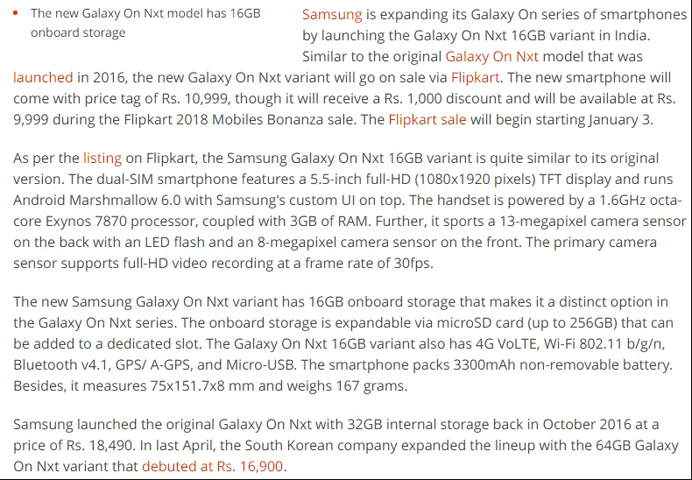 The new Galaxy On Nxt model has 16GB
onboard storage
Samsung is expanding its Galaxy On series of smartphones
by launching the Galaxy On Nxt 16GB variant in India.
Similar to the original Galaxy On Nxt model that was
launched in 2016, the new Galaxy On Nxt variant will go on sale via Flipkart. The new smartphone will
come with price tag of Rs. 10,999, though it will receive a Rs. 1,000 discount and will be available at Rs.
9,999 during the Flipkart 2018 Mobiles Bonanza sale. The Flipkart sale will begin starting January 3.
As per the listing on Flipkart, the Samsung Galaxy On Nxt 16GB variant is quite similar to its original
version. The dual-SIM smartphone features a 5.5-inch full-HD (1080x1920 pixels) TFT display and runs
Android Marshmallow 6.0 with Samsung's custom UI on top. The handset is powered by a 1.6GHz octa-
core Exynos 7870 processor, coupled with 3GB of RAM. Further, it sports a 13-megapixel camera sensor
on the back with an LED flash and an 8-megapixel camera sensor on the front. The primary camera
sensor supports full-HD video recording at a frame rate of 30fps.
The new Samsung Galaxy On Nxt variant has 16GB onboard storage that makes it a distinct option in
the Galaxy On Nxt series. The onboard storage is expandable via microSD card (up to 256GB) that can
be added to a dedicated slot. The Galaxy On Nxt 16GB variant also has 4G VoLTE, Wi-Fi 802.11 b/g/n,
Bluetooth v4.1, GPS/ A-GPS, and Micro-USB. The smartphone packs 3300mAh non-removable battery.
Besides, it measures 75x151.7x8 mm and weighs 167 grams.
Samsung launched the original Galaxy On Nxt with 32GB internal storage back in October 2016 at a
price of Rs. 18,490. In last April, the South Korean company expanded the lineup with the 64GB Galaxy
On Nxt variant that debuted at Rs. 16,900.